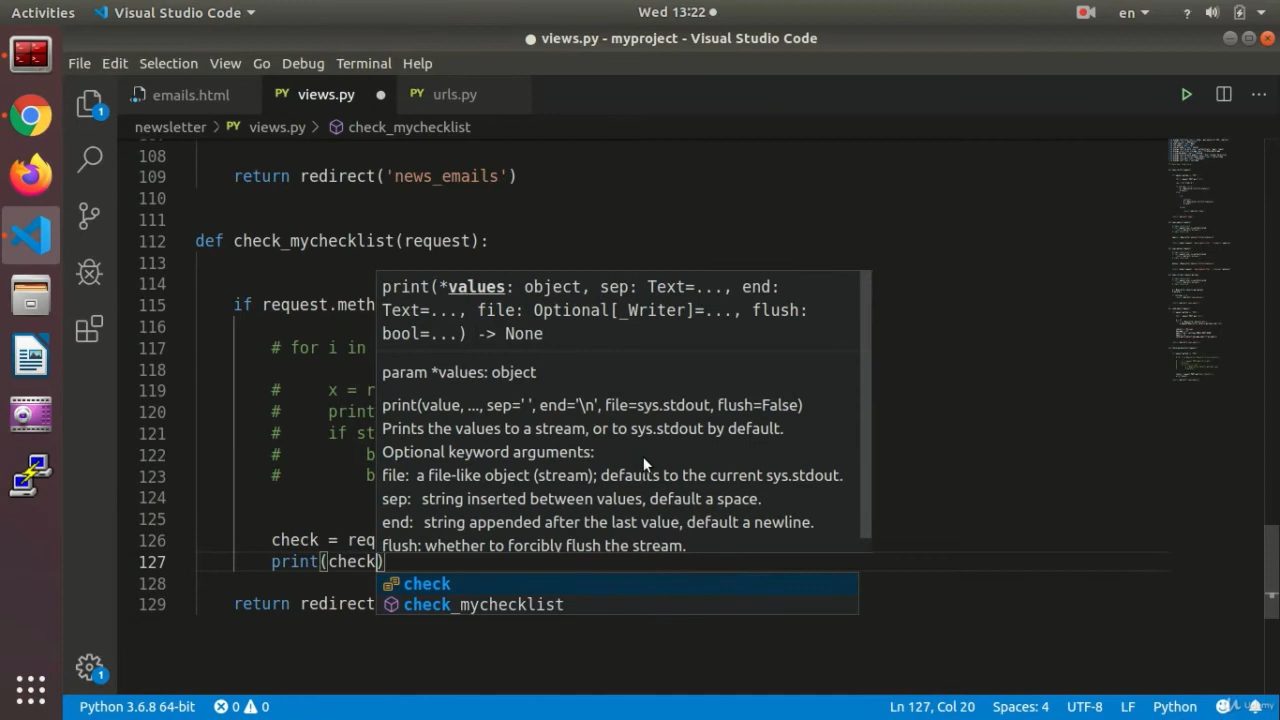 Activities Visual Studio Code Wed 13:22 en ?
views.py - myproject - Visual Studio Code
File Edit Selection View Go Debug Terminal Help
1 emails.html PY views.py PY urls.py
newsletter > PY views.py > check_mychecklist
108
109 return redirect('news_emails')
110
111
112 def check_mychecklist(request):
113
114
115 if request.meth
116
117 # for i in
118
119 # x = r
120 # print
121 # if st
122 # b
123 # b
124
125
126 check = req
127 print(check)
128
129 return redirect
print(*values: object, sep: Text=..., end:
Text=..., file: Optional[_Writer]=..., flush:
bool=...) -> None
param *values: object
print(value, ..., sep=' ', end='\n', file=sys.stdout, flush=False)
Prints the values to a stream, or to sys.stdout by default.
Optional keyword arguments:
file: a file-like object (stream); defaults to the current sys.stdout.
sep: string inserted between values, default a space.
end: string appended after the last value, default a newline.
flush: whether to forcibly flush the stream.
check
check_mychecklist
1
Python 3.6.8 64-bit 0 0 Ln 127, Col 20 Spaces: 4 UTF-8 LF Python
Udemy